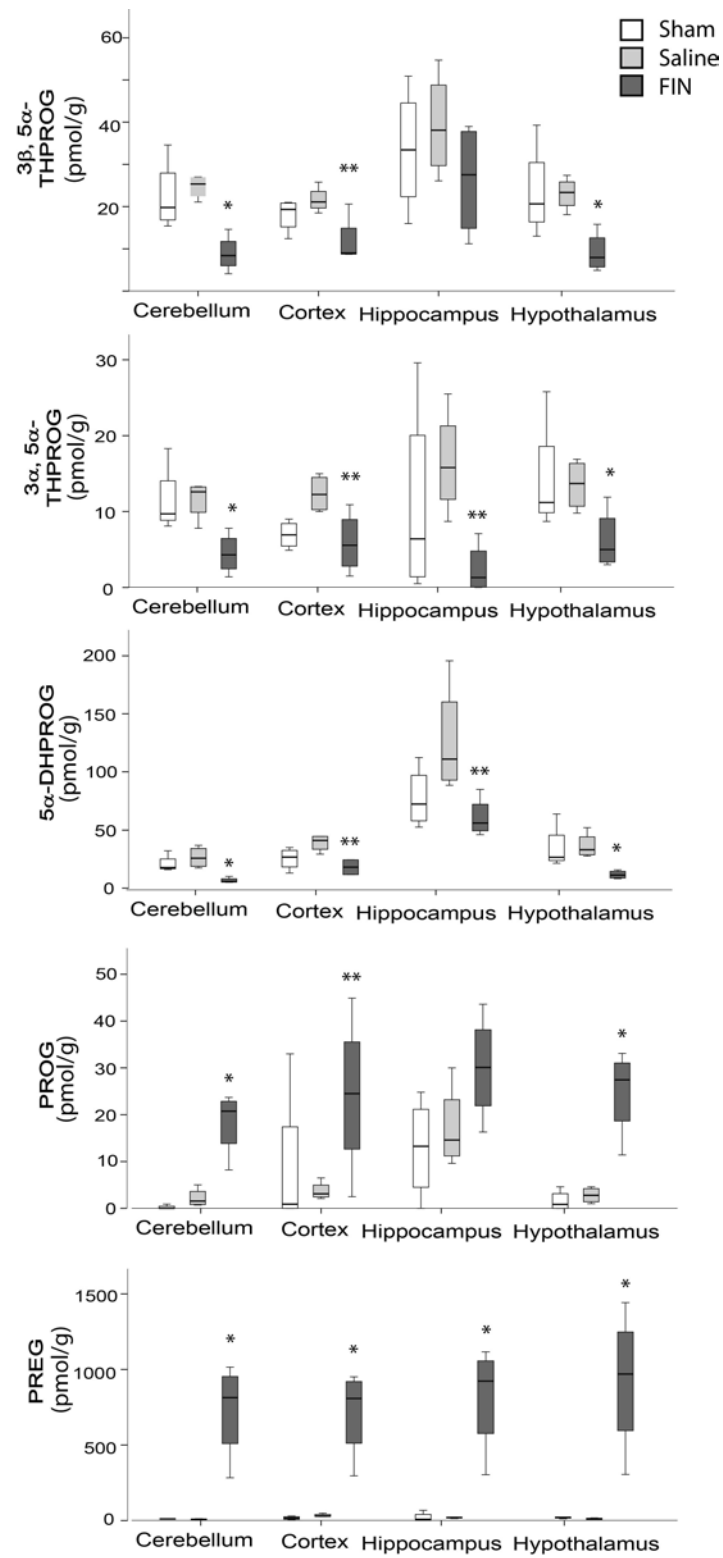 Sham
Saline
FIN
3β, 5α-
THPROG
(pmol/g)
60
40
20
*
**
*
Cerebellum Cortex Hippocampus Hypothalamus
3α, 5α-
THPROG
(pmol/g)
30
20
10
0
*
**
**
*
Cerebellum Cortex Hippocampus Hypothalamus
5α-DHPROG
(pmol/g)
200
150
100
50
0
*
**
**
*
Cerebellum Cortex Hippocampus Hypothalamus
PROG
(pmol/g)
50
40
30
20
10
0
*
**
*
Cerebellum Cortex Hippocampus Hypothalamus
PREG
(pmol/g)
1500
1000
500
0
*
*
*
*
Cerebellum Cortex Hippocampus Hypothalamus